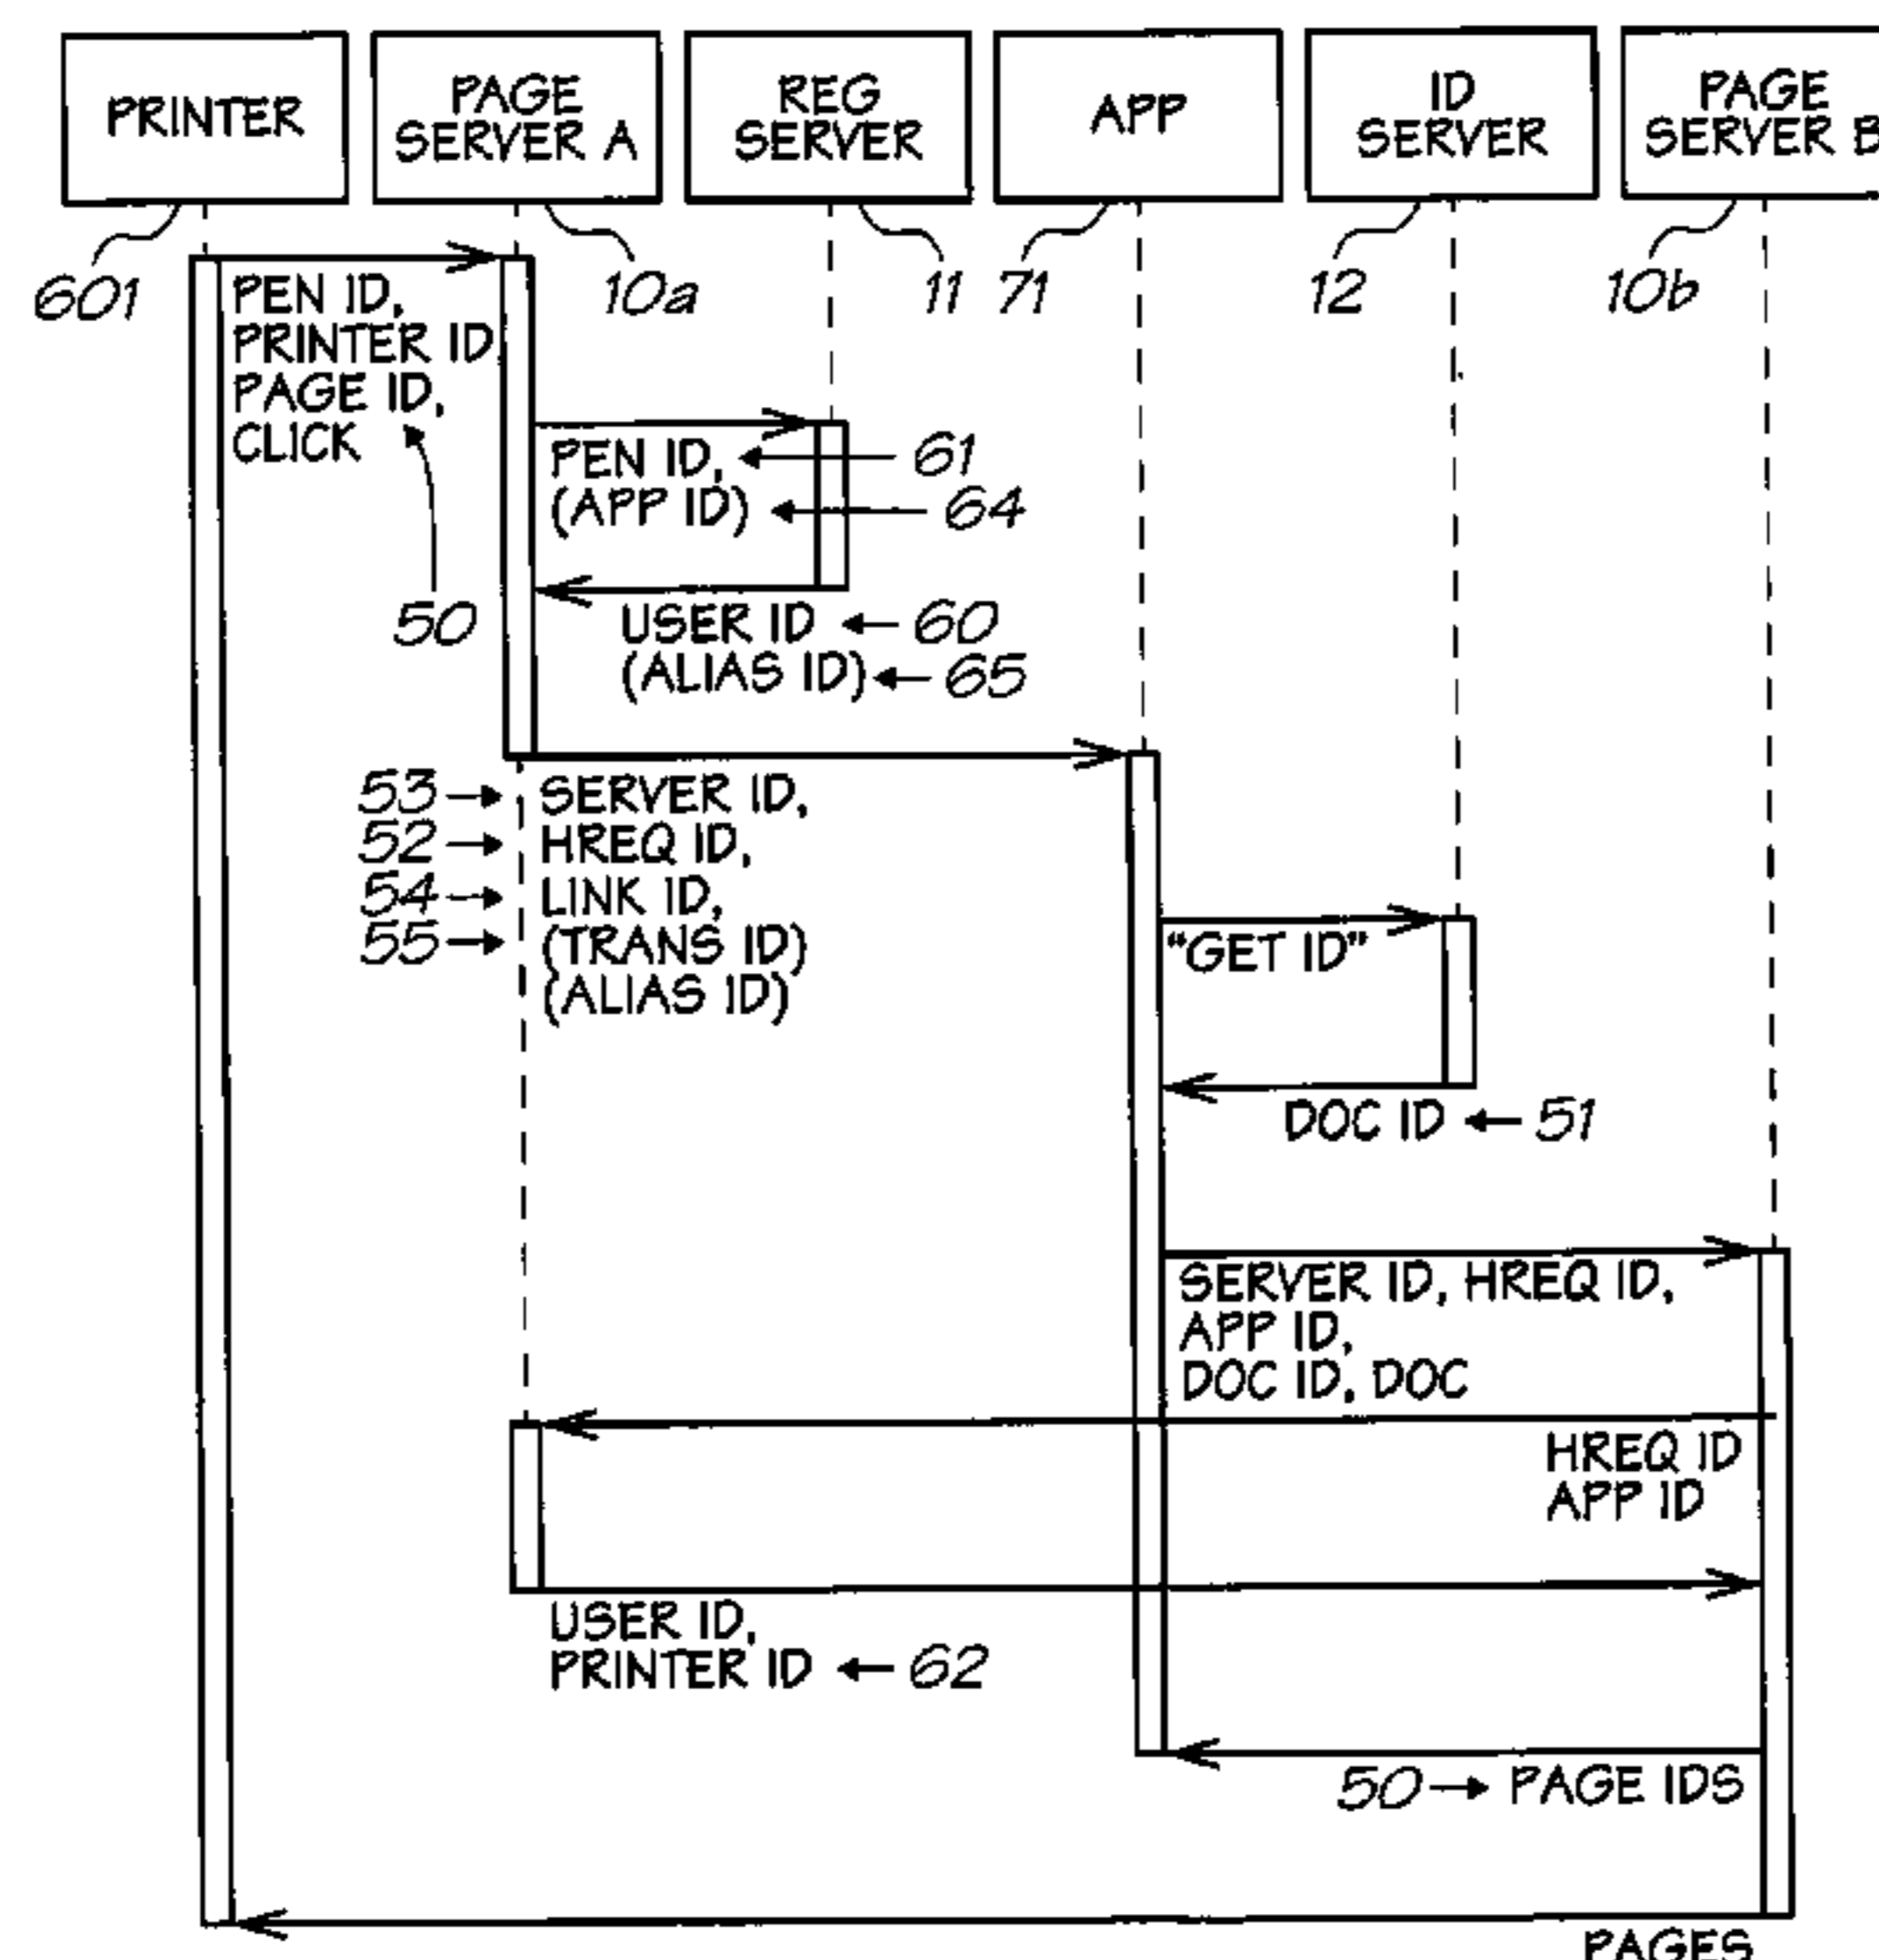 PRINTER
PAGE
SERVER A
REG
SERVER
APP
ID
SERVER
PAGE
SERVER B
601
10a
11
71
12
10b
PEN ID,
PRINTER ID
PAGE ID,
CLICK
50
PEN ID, 61
(APP ID) 64
USER ID 60
(ALIAS ID) 65
53 SERVER ID,
52 HREQ ID,
54 LINK ID,
55 (TRANS ID)
(ALIAS ID)
"GET ID"
DOC ID 51
SERVER ID, HREQ ID,
APP ID,
DOC ID, DOC
HREQ ID
APP ID
USER ID,
PRINTER ID 62
50 PAGE IDS
PAGES